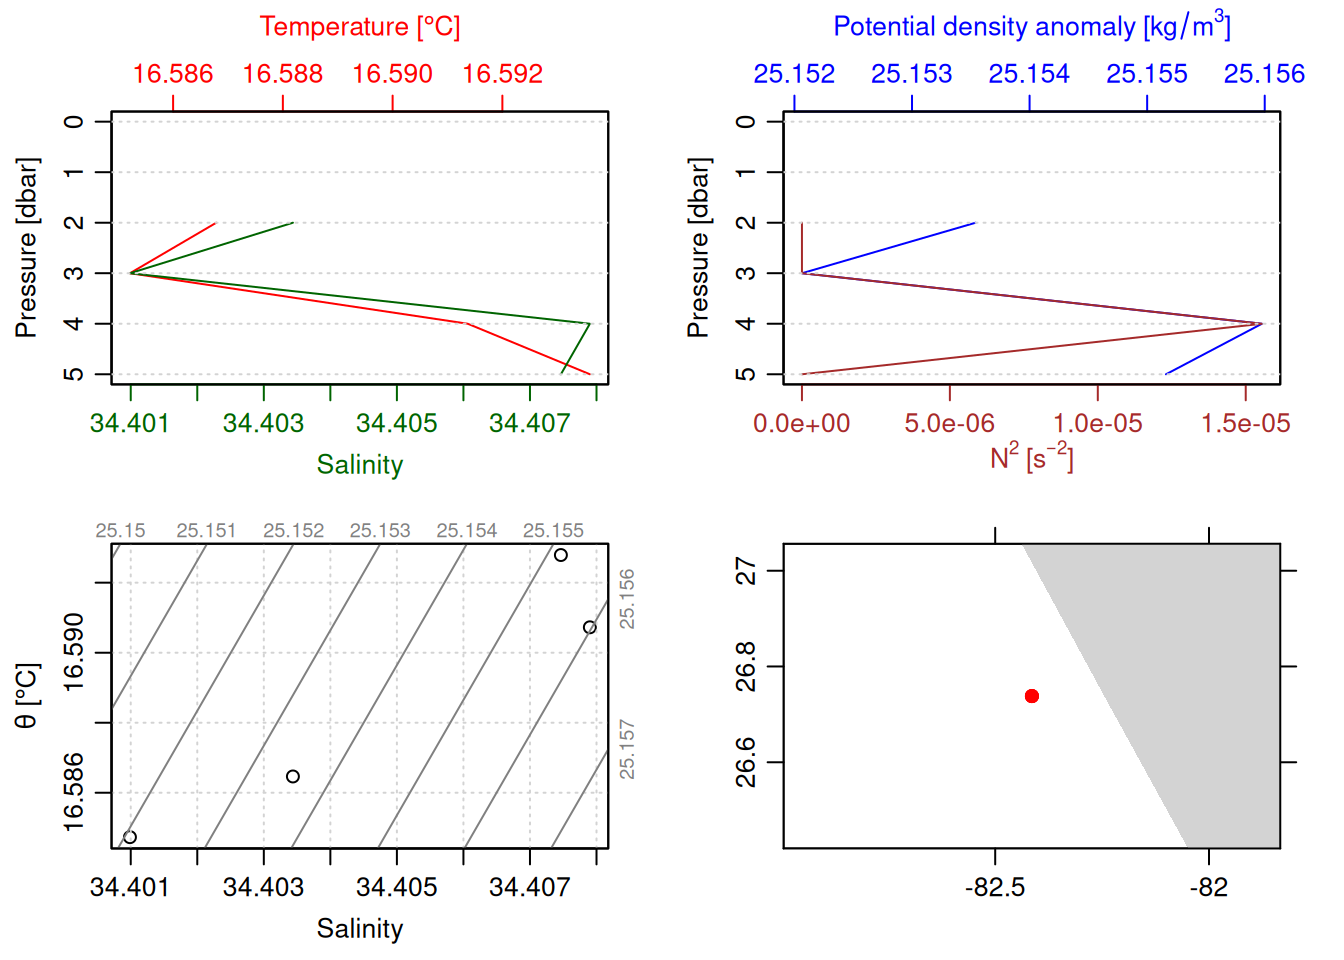 Temperature [°C]
16.586 16.588 16.590 16.592
Pressure [dbar]
0 1 2 3 4 5
34.401 34.403 34.405 34.407
Salinity
Potential density anomaly [kg/m³]
25.152 25.153 25.154 25.155 25.156
Pressure [dbar]
0 1 2 3 4 5
0.0e+00 5.0e-06 1.0e-05 1.5e-05
N² [s⁻²]
25.15 25.151 25.152 25.153 25.154 25.155
25.156
25.157
θ [°C]
16.590
16.586
34.401 34.403 34.405 34.407
Salinity
27
26.8
26.6
-82.5 -82